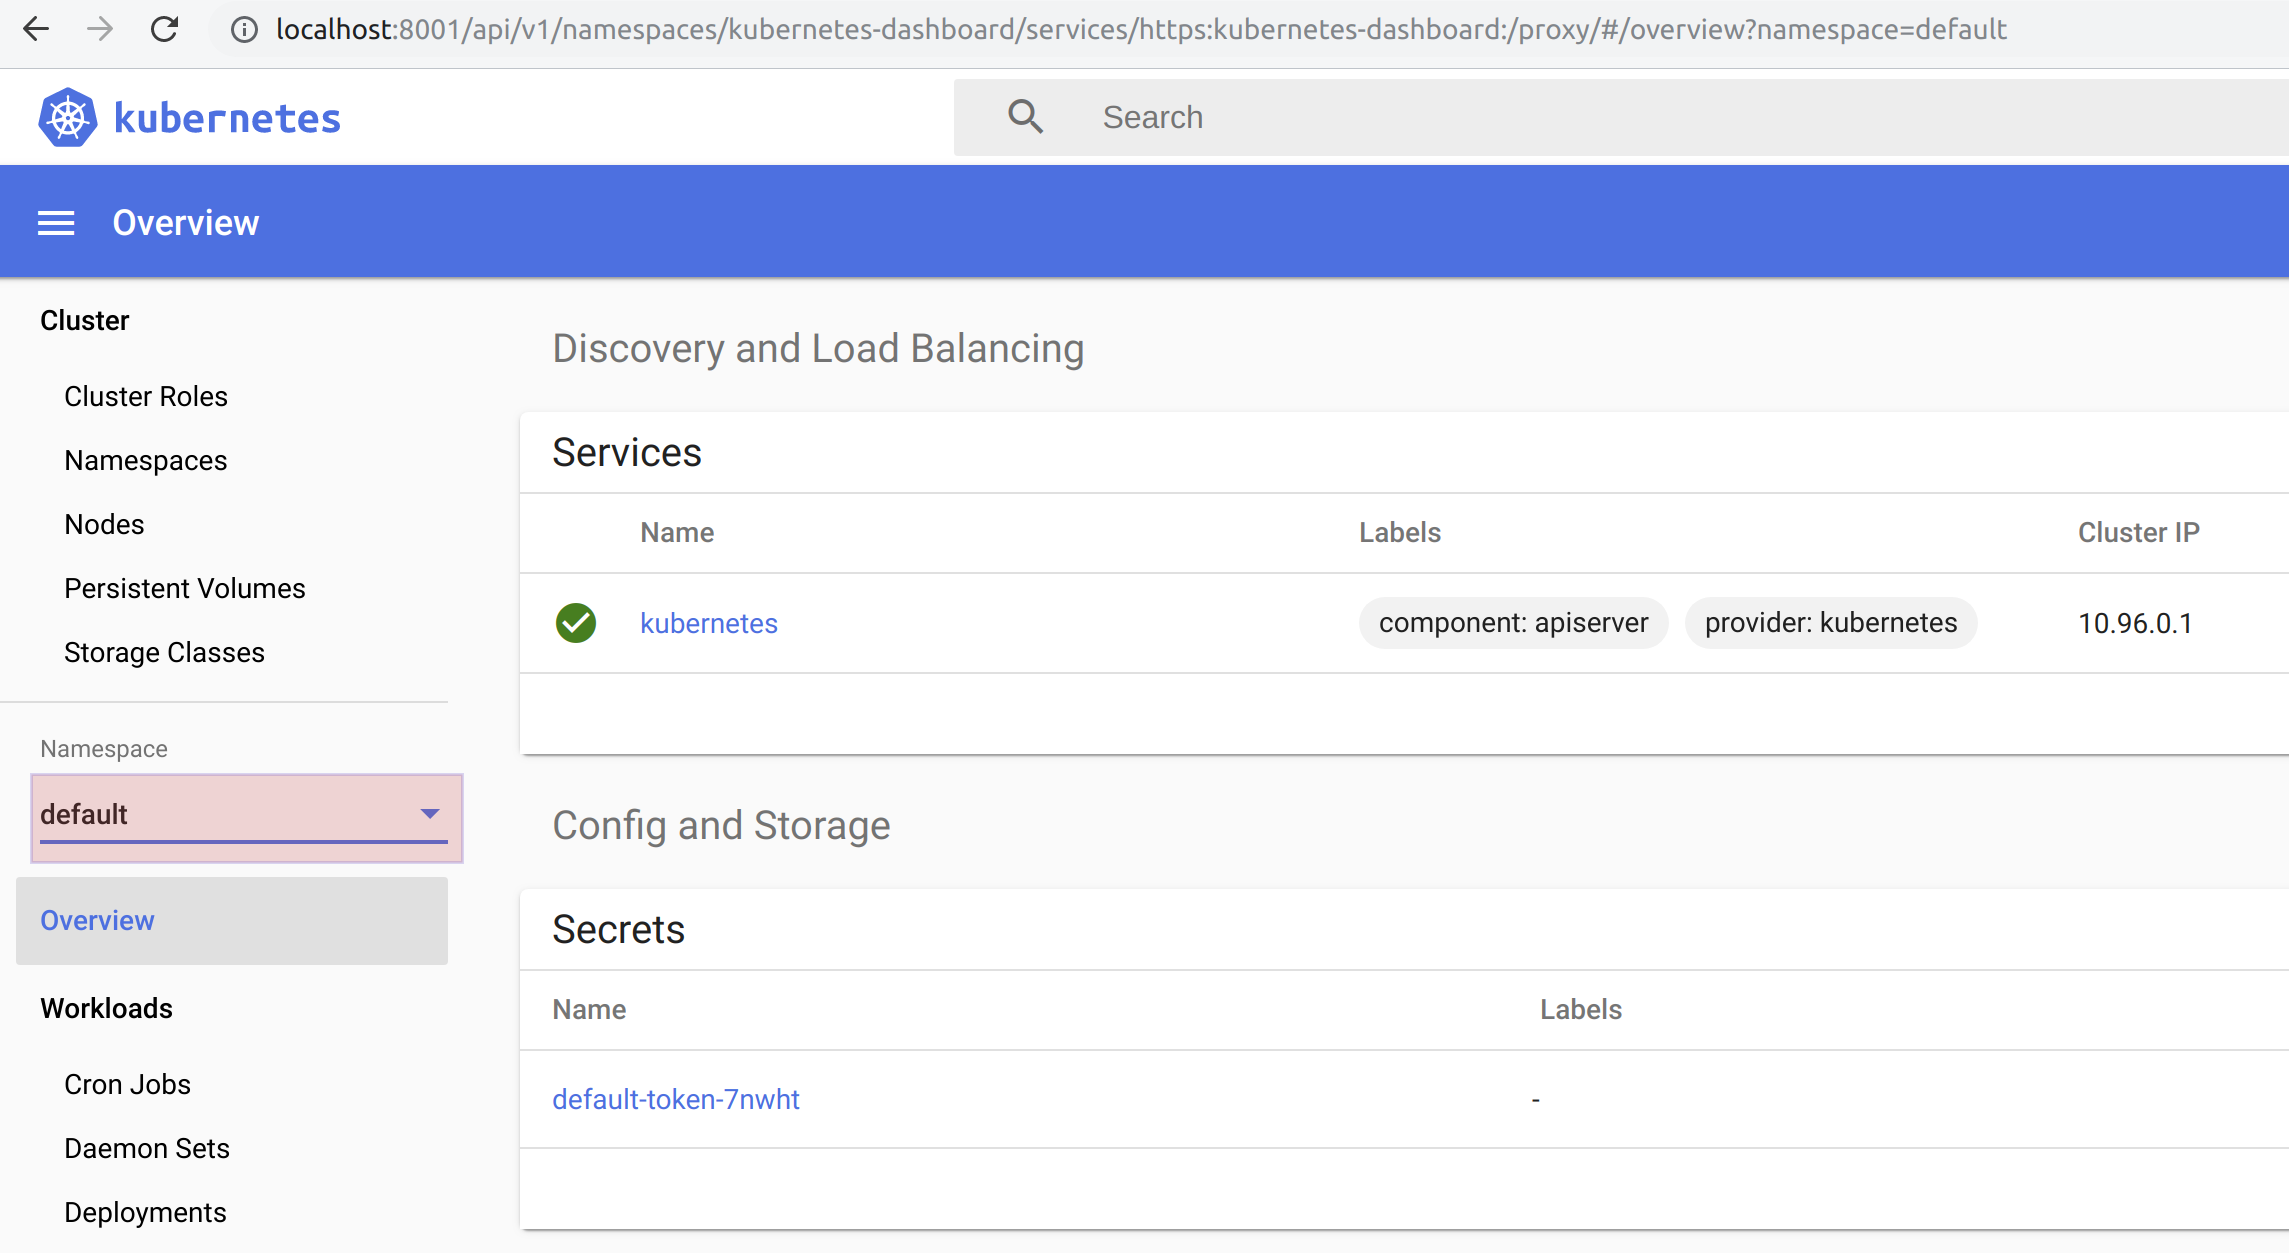 localhost:8001/api/v1/namespaces/kubernetes-dashboard/services/https:kubernetes-dashboard:/proxy/#/overview?namespace=default
kubernetes
Search
Overview
Cluster
Cluster Roles
Namespaces
Nodes
Persistent Volumes
Storage Classes
Namespace
default
Overview
Workloads
Cron Jobs
Daemon Sets
Deployments
Discovery and Load Balancing
Services
Name Labels Cluster IP
kubernetes component: apiserver provider: kubernetes 10.96.0.1
Config and Storage
Secrets
Name Labels
default-token-7nwht -